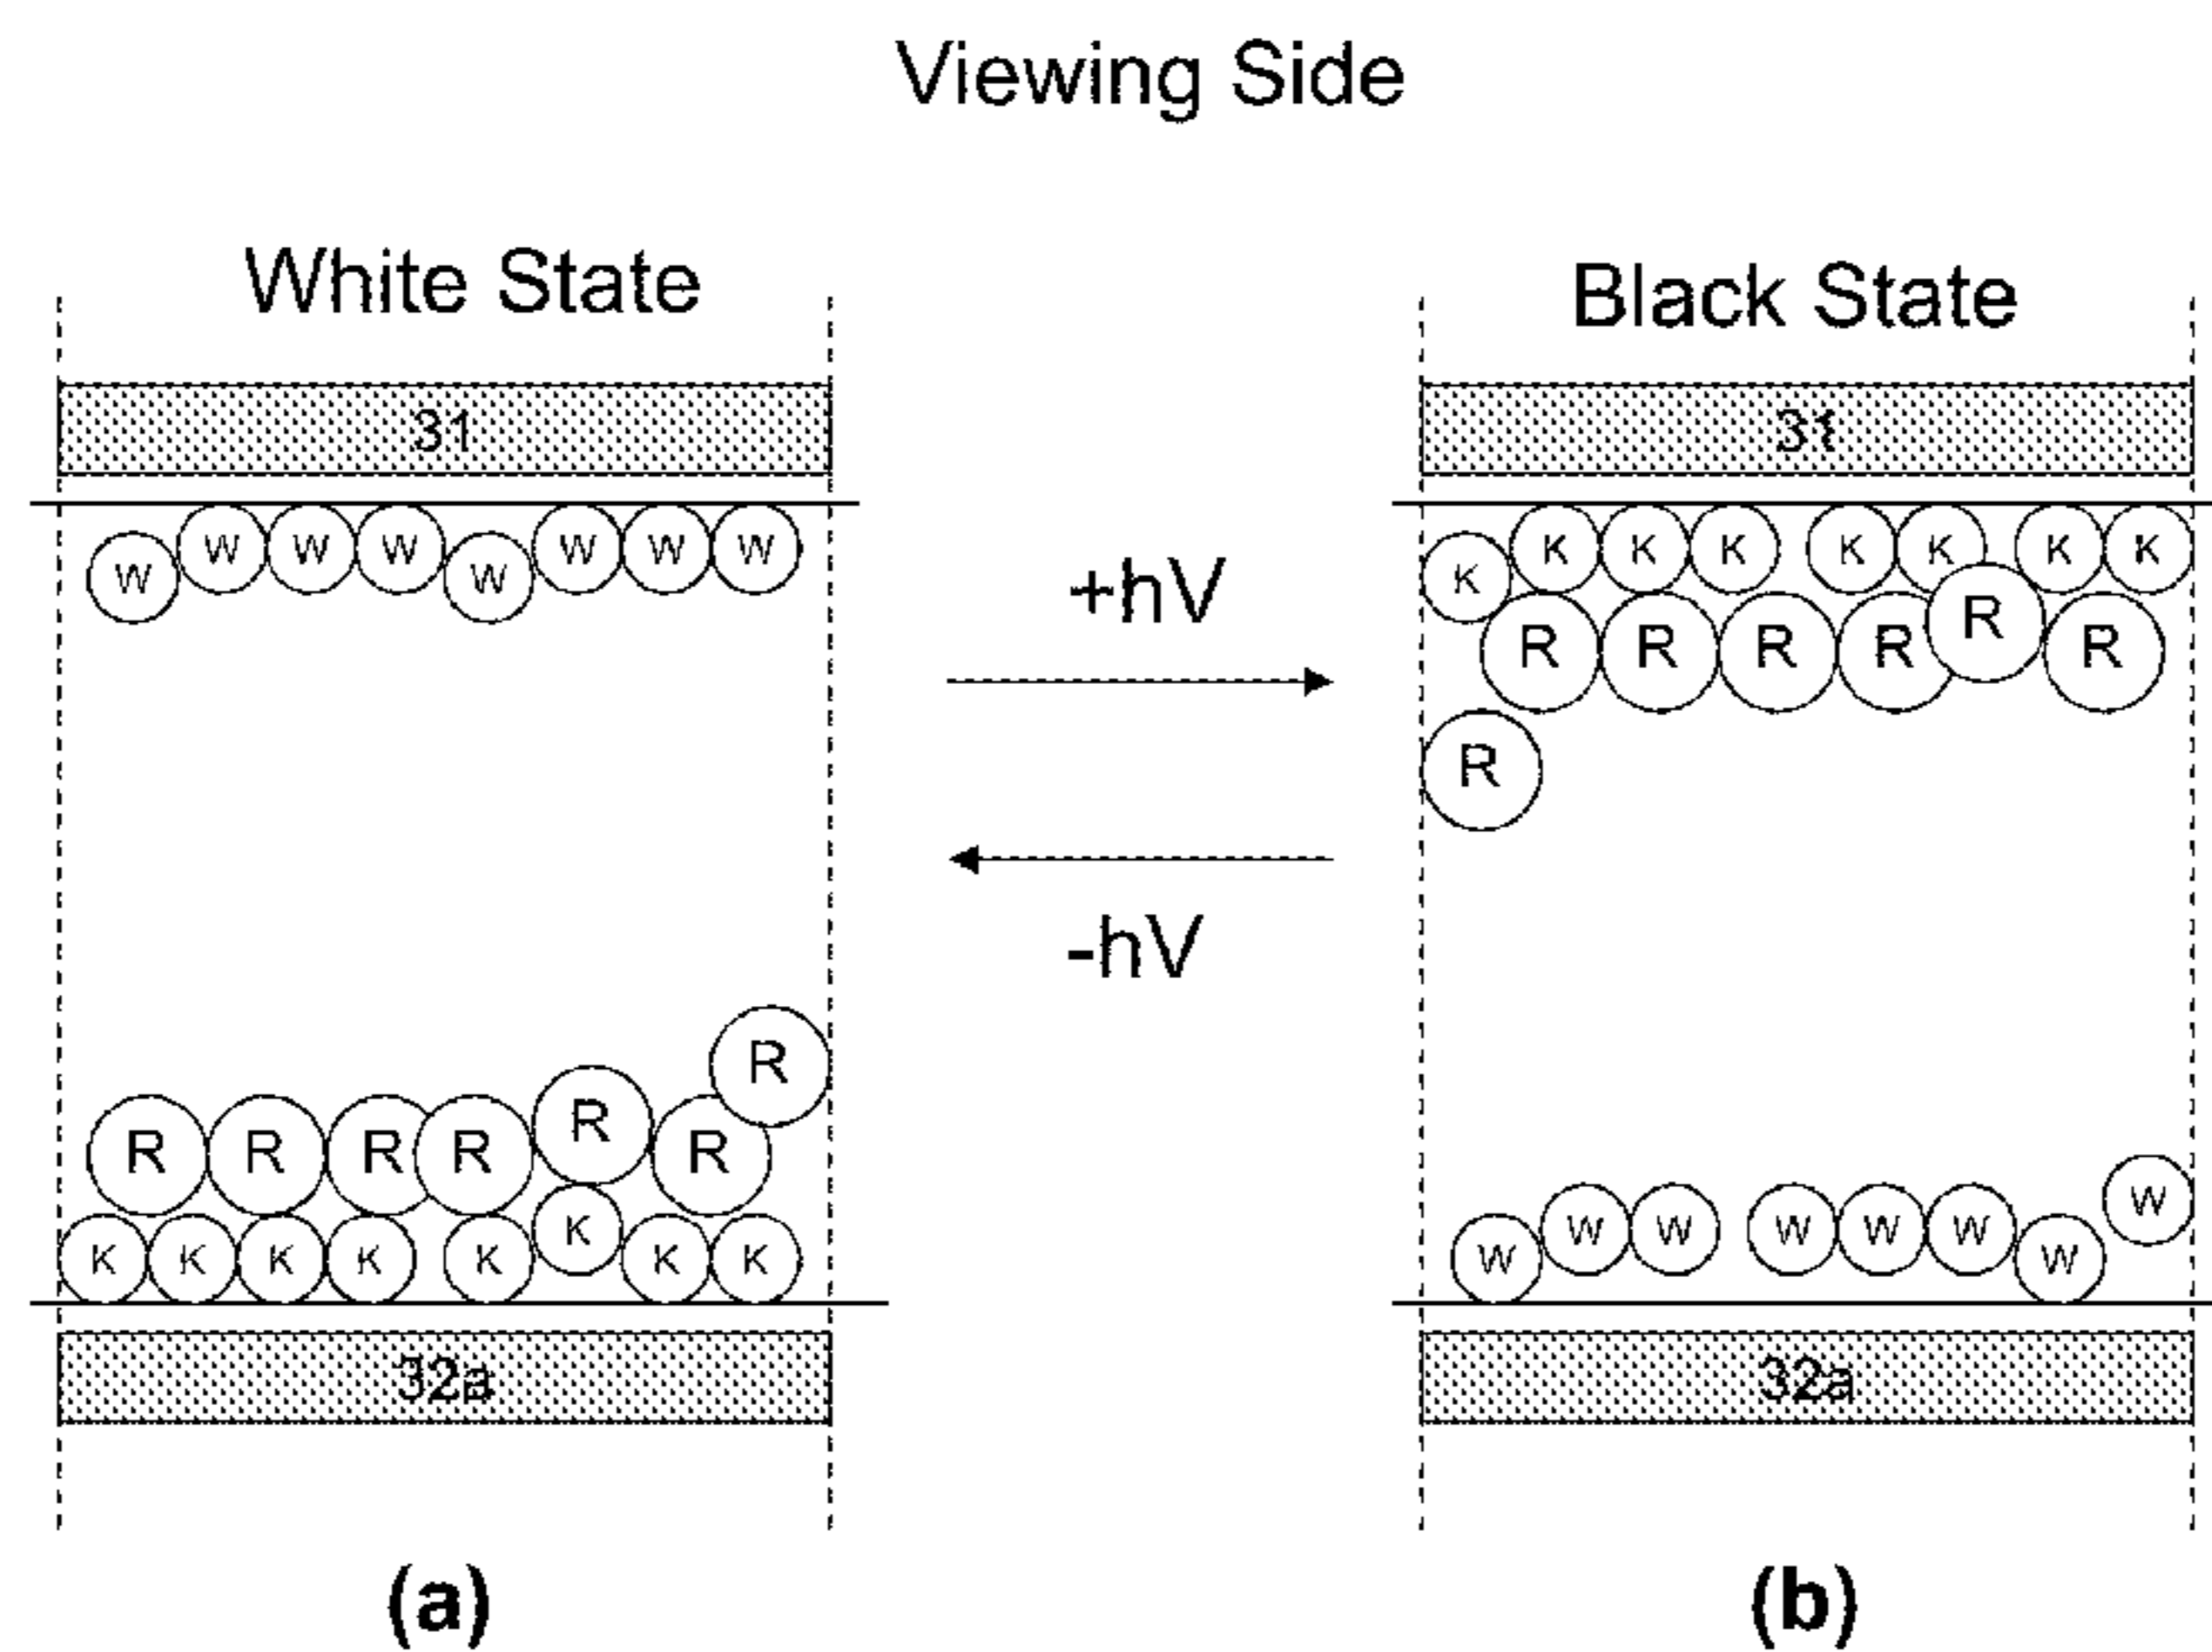 Viewing Side
White State
Black State
31
31
W W W W W W W W
K K K K K K K K
+hV
R R R R R R
R
-hV
R
R R R R R R
K K K K K K K K
W W W W W W W W
32a
32a
(a)
(b)